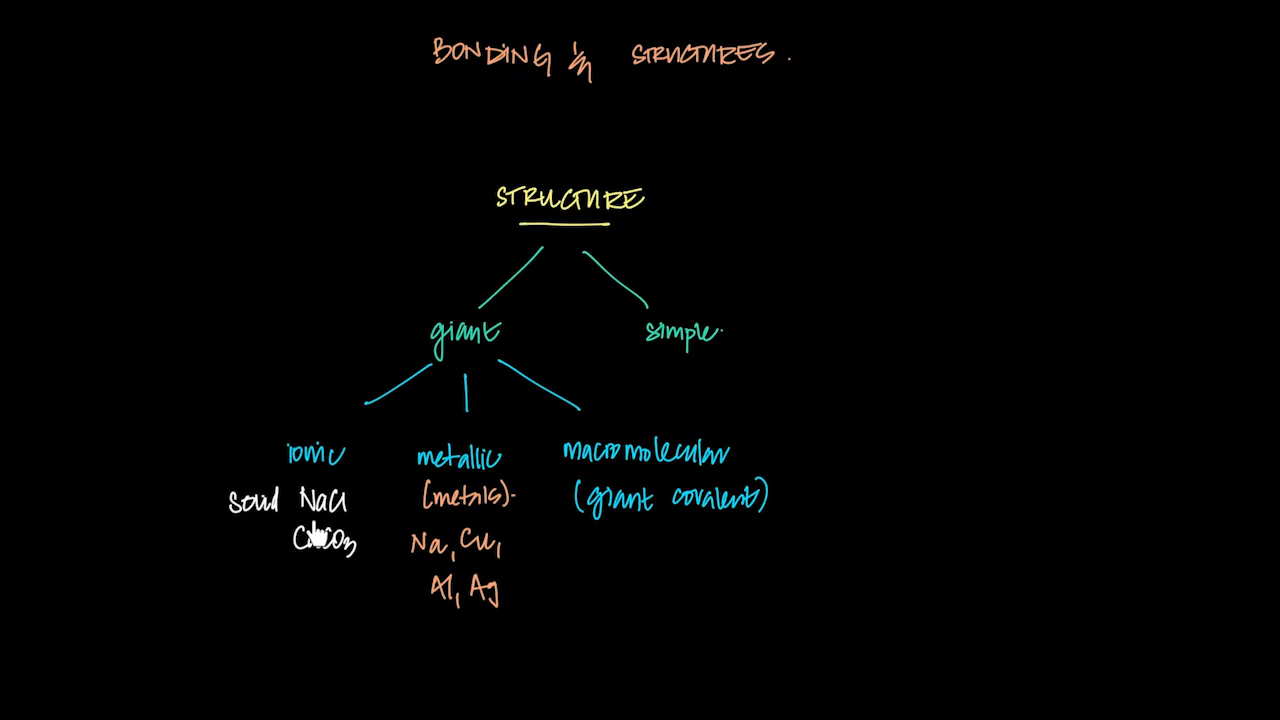 BONDING & STRUCTURES.
STRUCTURE
giant simple.
ionic metallic macromolecular
solid NaCl (metals). (giant covalent)
Na, Cu,
Al, Ag